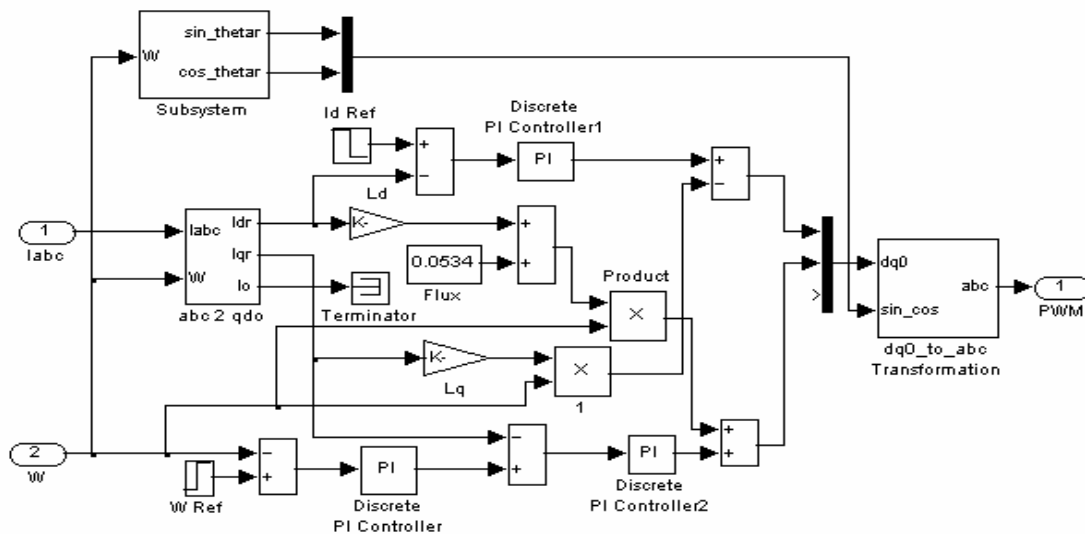 sin_thetar
W
cos_thetar
Subsystem
Id Ref
Discrete
PI Controller1
+
−
PI
+
−
Ld
1
Iabc
Iabc
Idr
K-
+
Iqr
W
0.0534
+
Io
Flux
Product
abc 2 qdo
Terminator
×
dq0
abc
sin_cos
1
PWM
dq0_to_abc
Transformation
K-
Lq
×
1
2
W
−
+
W Ref
PI
Discrete
PI Controller
−
+
PI
Discrete
PI Controller2
+
+